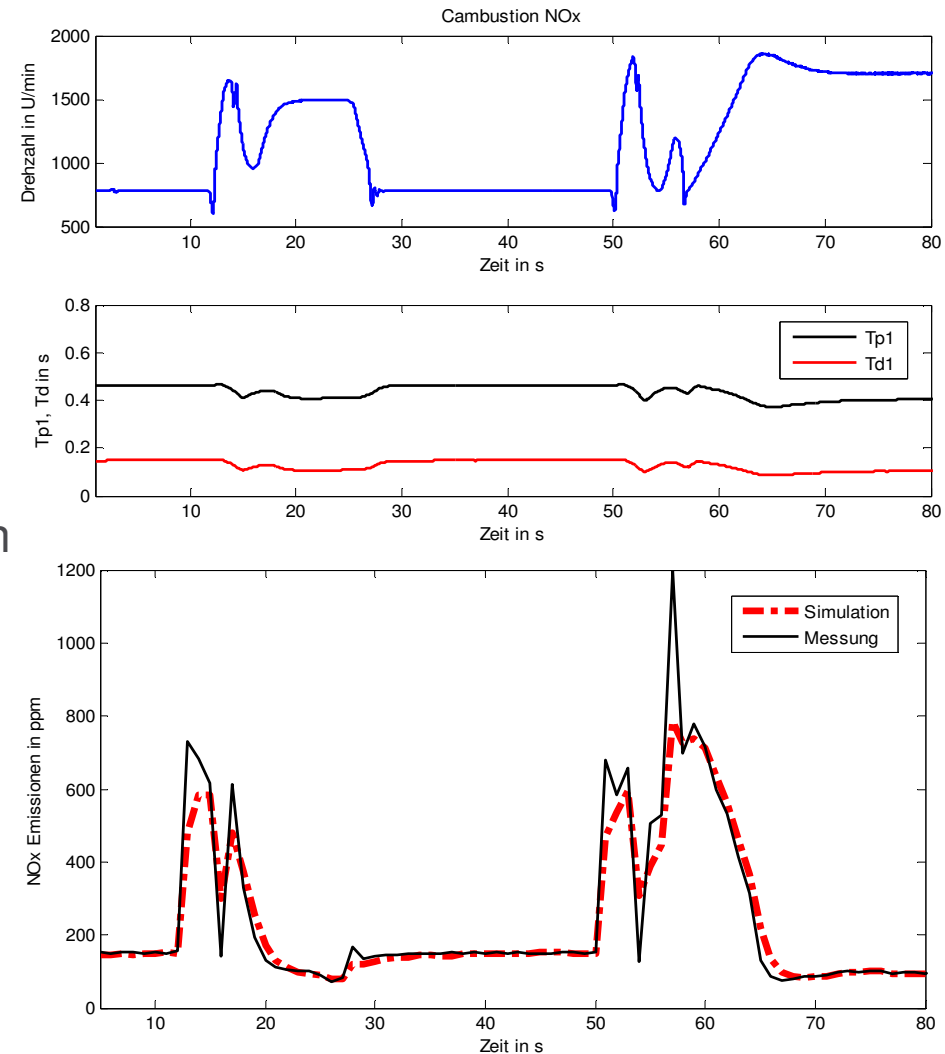 Cambustion NOx
2000
1500
1000
500
Drehzahl in U/min
10 20 30 40 50 60 70 80
Zeit in s
0.8
0.6
0.4
0.2
0
Tp1, Td in s
Tp1
Td1
10 20 30 40 50 60 70 80
Zeit in s
n
1200
1000
800
600
400
200
0
NOx Emissionen in ppm
Simulation
Messung
10 20 30 40 50 60 70 80
Zeit in s